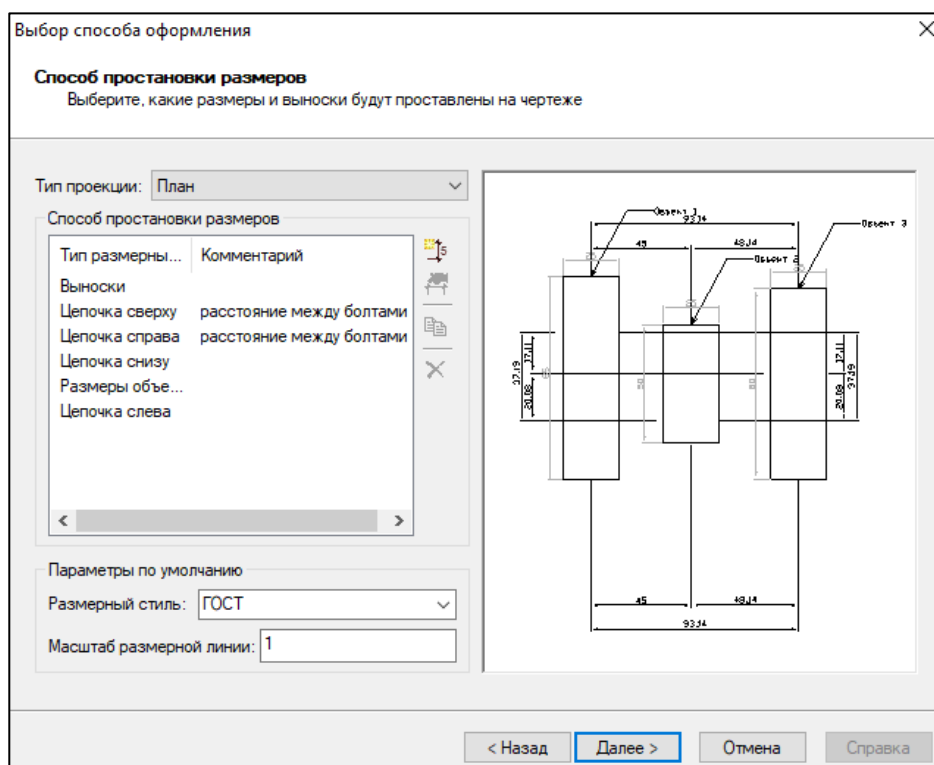 Выбор способа оформления
Способ простановки размеров
Выберите, какие размеры и выноски будут проставлены на чертеже
Тип проекции: План
Способ простановки размеров
Тип размерны... Комментарий
Выноски
Цепочка сверху расстояние между болтами
Цепочка справа расстояние между болтами
Цепочка снизу
Размеры объе...
Цепочка слева
Параметры по умолчанию
Размерный стиль: ГОСТ
Масштаб размерной линии: 1
Объект 1
93,14
Объект 3
45 48,14
Объект 2
37,19 17,11 50 80 17,11 37,19
20,08 20,08
45 48,14
93,14
< Назад Далее > Отмена Справка